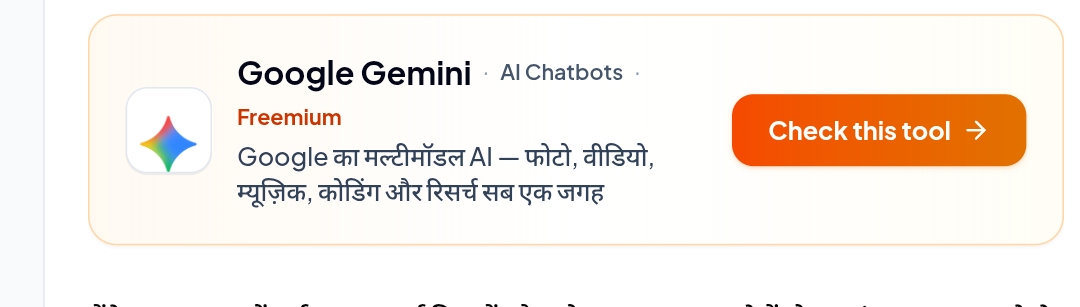 Google Gemini · AI Chatbots ·
Freemium
Google का मल्टीमॉडल AI — फोटो, वीडियो,
म्यूज़िक, कोडिंग और रिसर्च सब एक जगह
Check this tool →